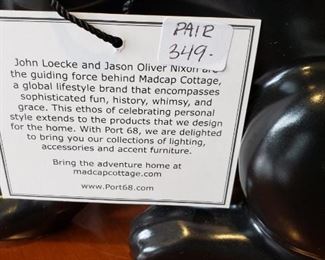 PAIR
349-
John Loecke and Jason Oliver Nixon are
the guiding force behind Madcap Cottage,
a global lifestyle brand that encompasses
sophisticated fun, history, whimsy, and
grace. This ethos of celebrating personal
style extends to the products that we design
for the home. With Port 68, we are delighted
to bring you our collections of lighting,
accessories and accent furniture.
Bring the adventure home at
madcapcottage.com
www.Port68.com